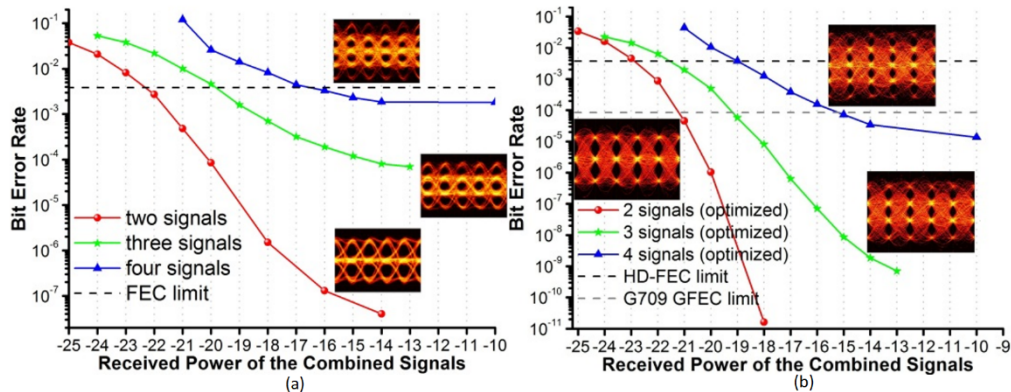 10⁻¹
10⁻²
10⁻³
10⁻⁴
10⁻⁵
10⁻⁶
10⁻⁷
Bit Error Rate
two signals
three signals
four signals
FEC limit
-25 -24 -23 -22 -21 -20 -19 -18 -17 -16 -15 -14 -13 -12 -11 -10
Received Power of the Combined Signals
(a)
10⁻¹
10⁻²
10⁻³
10⁻⁴
10⁻⁵
10⁻⁶
10⁻⁷
10⁻⁸
10⁻⁹
10⁻¹⁰
10⁻¹¹
Bit Error Rate
2 signals (optimized)
3 signals (optimized)
4 signals (optimized)
HD-FEC limit
G709 GFEC limit
-25 -24 -23 -22 -21 -20 -19 -18 -17 -16 -15 -14 -13 -12 -11 -10 -9
Received Power of the Combined Signals
(b)